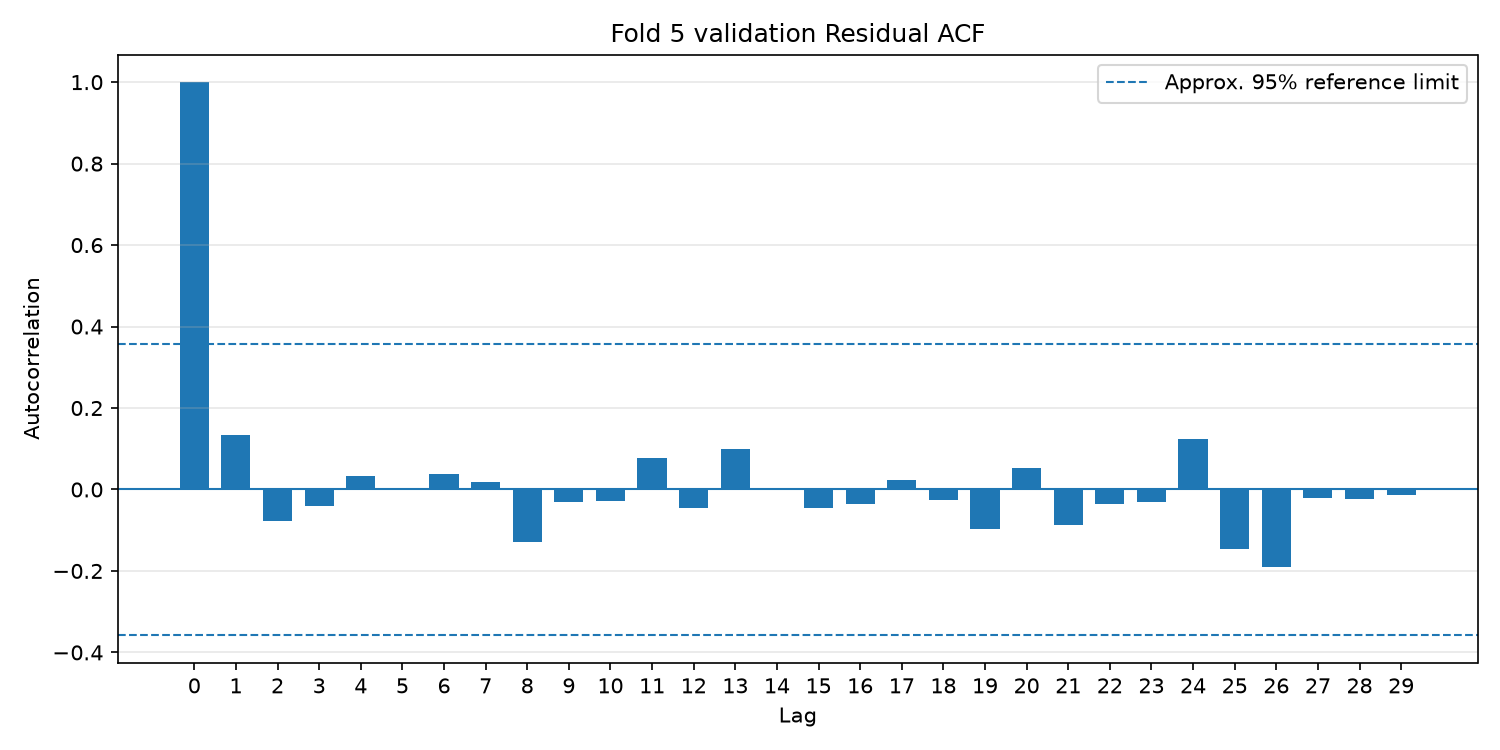 Fold 5 validation Residual ACF
Approx. 95% reference limit
Autocorrelation
1.0
0.8
0.6
0.4
0.2
0.0
−0.2
−0.4
0 1 2 3 4 5 6 7 8 9 10 11 12 13 14 15 16 17 18 19 20 21 22 23 24 25 26 27 28 29
Lag